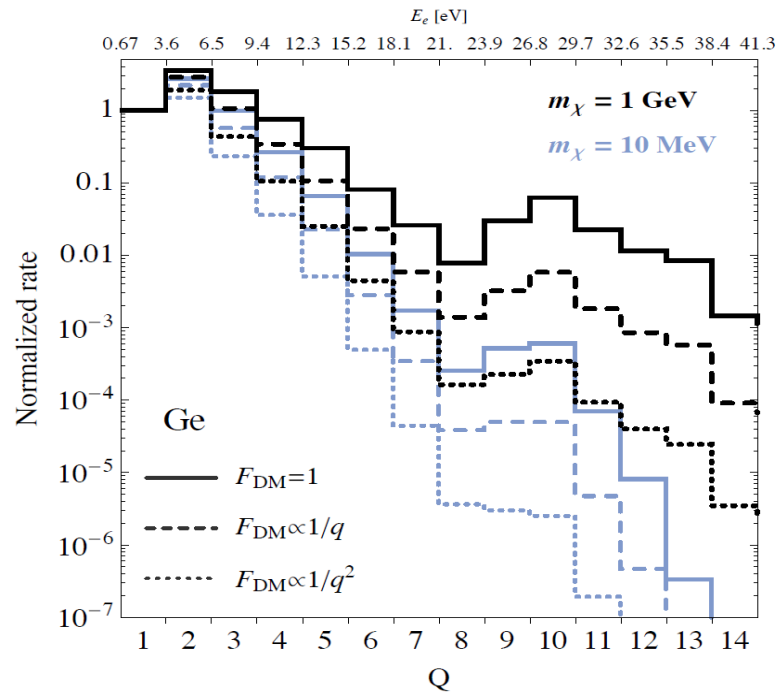 E_e [eV]
0.67 3.6 6.5 9.4 12.3 15.2 18.1 21. 23.9 26.8 29.7 32.6 35.5 38.4 41.3
m_χ = 1 GeV
m_χ = 10 MeV
1
0.1
0.01
10^-3
10^-4
10^-5
10^-6
10^-7
Normalized rate
Ge
F_DM=1
F_DM∝1/q
F_DM∝1/q^2
1 2 3 4 5 6 7 8 9 10 11 12 13 14
Q